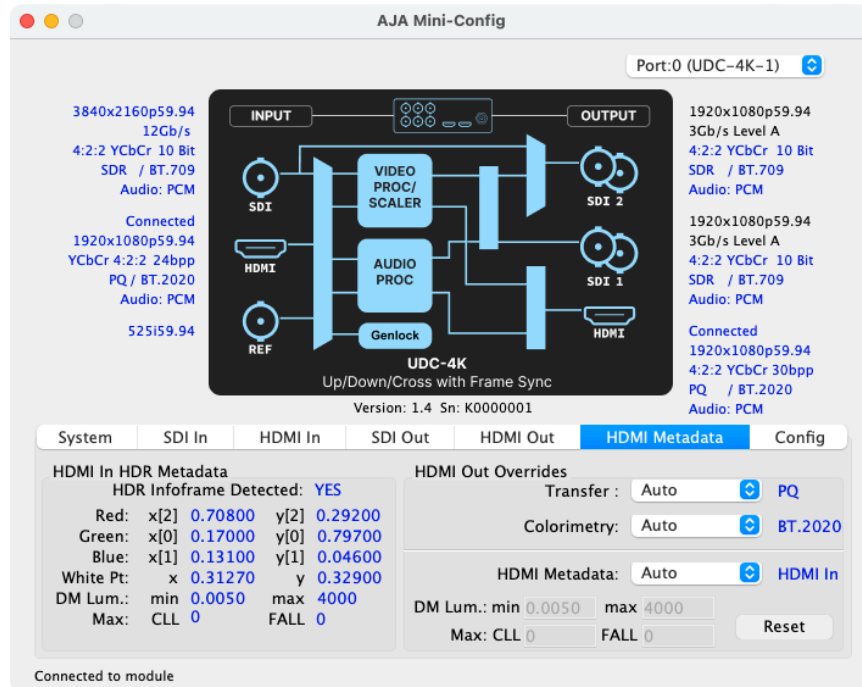 AJA Mini-Config
Port:0 (UDC-4K-1)
3840x2160p59.94
12Gb/s
4:2:2 YCbCr 10 Bit
SDR / BT.709
Audio: PCM
Connected
1920x1080p59.94
YCbCr 4:2:2 24bpp
PQ / BT.2020
Audio: PCM
525i59.94
INPUT
OUTPUT
SDI
HDMI
REF
VIDEO
PROC/
SCALER
AUDIO
PROC
Genlock
SDI 2
SDI 1
HDMI
UDC-4K
Up/Down/Cross with Frame Sync
Version: 1.4 Sn: K0000001
1920x1080p59.94
3Gb/s Level A
4:2:2 YCbCr 10 Bit
SDR / BT.709
Audio: PCM
1920x1080p59.94
3Gb/s Level A
4:2:2 YCbCr 10 Bit
SDR / BT.709
Audio: PCM
Connected
1920x1080p59.94
4:2:2 YCbCr 30bpp
PQ / BT.2020
Audio: PCM
System SDI In HDMI In SDI Out HDMI Out HDMI Metadata Config
HDMI In HDR Metadata
HDR Infoframe Detected: YES
Red: x[2] 0.70800 y[2] 0.29200
Green: x[0] 0.17000 y[0] 0.79700
Blue: x[1] 0.13100 y[1] 0.04600
White Pt: x 0.31270 y 0.32900
DM Lum.: min 0.0050 max 4000
Max: CLL 0 FALL 0
HDMI Out Overrides
Transfer : Auto PQ
Colorimetry: Auto BT.2020
HDMI Metadata: Auto HDMI In
DM Lum.: min 0.0050 max 4000
Max: CLL 0 FALL 0
Reset
Connected to module